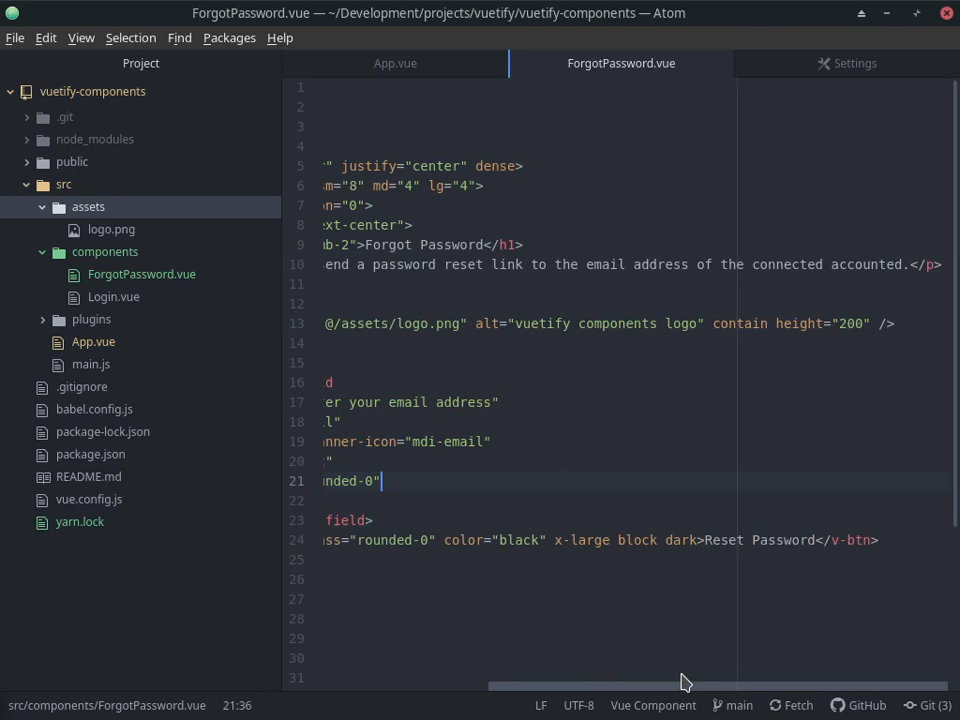 ForgotPassword.vue — ~/Development/projects/vuetify/vuetify-components — Atom
File Edit View Selection Find Packages Help
Project
App.vue
ForgotPassword.vue
Settings
vuetify-components
.git
node_modules
public
src
assets
logo.png
components
ForgotPassword.vue
Login.vue
plugins
App.vue
main.js
.gitignore
babel.config.js
package-lock.json
package.json
README.md
vue.config.js
yarn.lock
1
2
3
4
5 " justify="center" dense>
6 m="8" md="4" lg="4">
7 n="0">
8 ext-center">
9 b-2">Forgot Password</h1>
10 end a password reset link to the email address of the connected accounted.</p>
11
12
13 @/assets/logo.png" alt="vuetify components logo" contain height="200" />
14
15
16 d
17 er your email address"
18 l"
19 nner-icon="mdi-email"
20 "
21 nded-0"
22
23 field>
24 ss="rounded-0" color="black" x-large block dark>Reset Password</v-btn>
25
26
27
28
29
30
31
src/components/ForgotPassword.vue 21:36 LF UTF-8 Vue Component main Fetch GitHub Git (3)